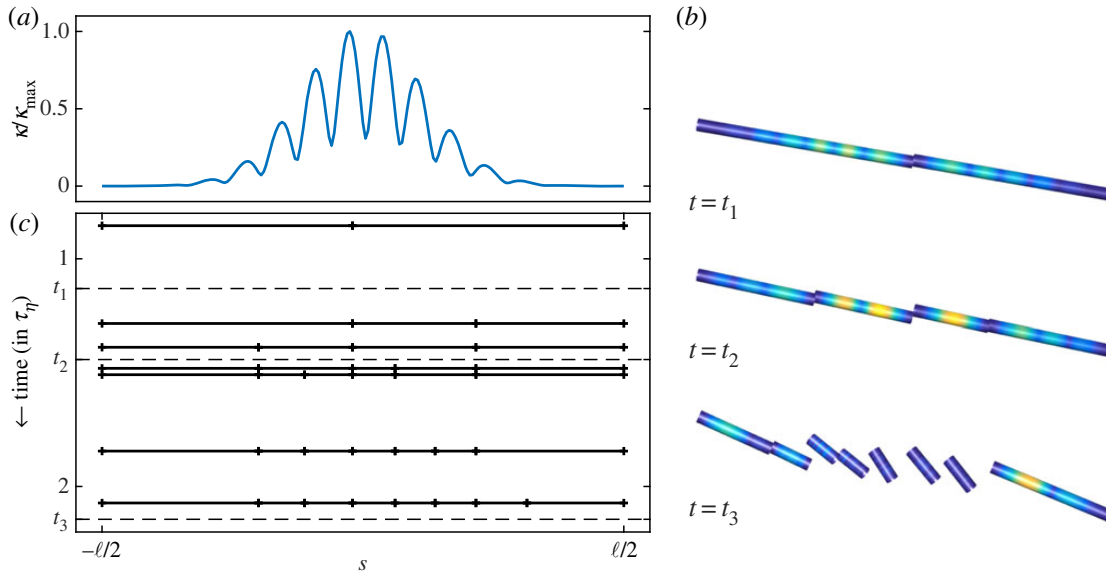 (a)
1.0
0.5
0
κ/κmax
(b)
t = t1
t = t2
t = t3
(c)
1
t1
t2
2
t3
← time (in τη)
−ℓ/2
s
ℓ/2